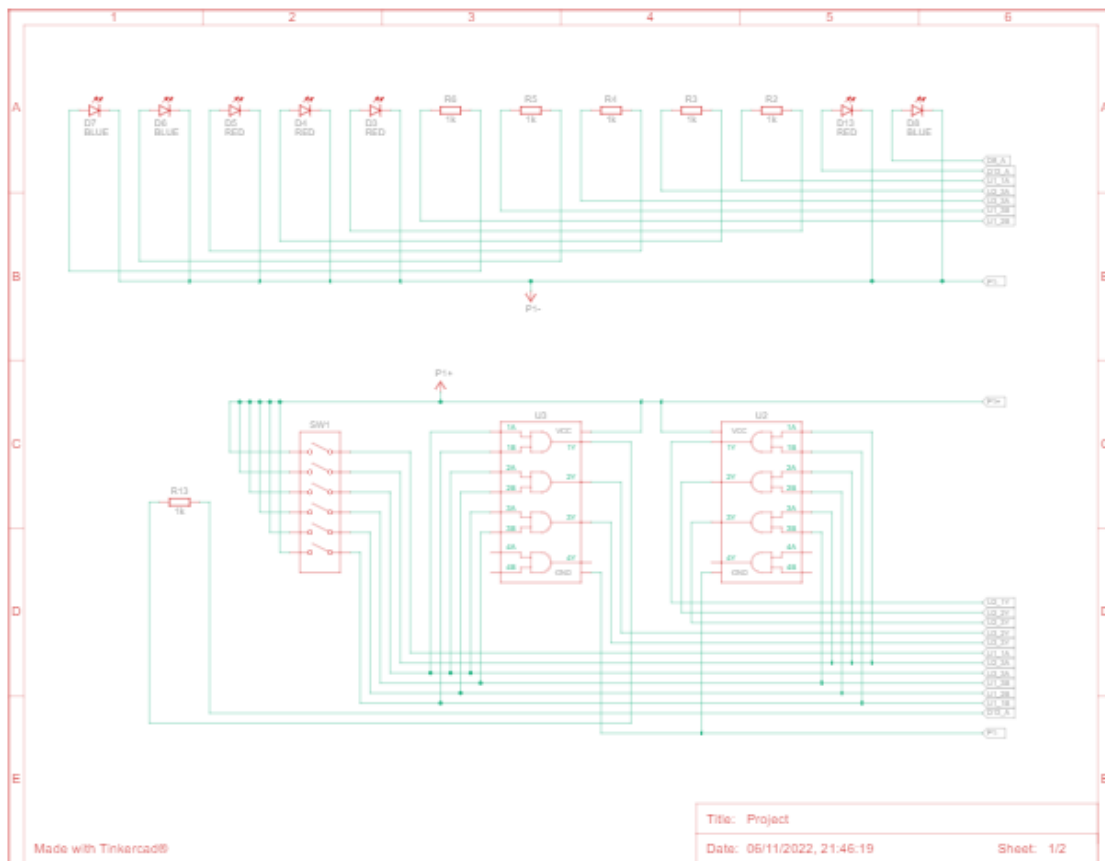 1 2 3 4 5 6
A
R6 R5 R4 R3 R2
D7 D6 D5 D4 D3 1k 1k 1k 1k 1k D13 D8
BLUE BLUE RED RED RED RED BLUE
D8_A
D13_A
B B
P1-
P1+
SW1 U3 U2
C
1A VCC VCC 1A
1B 1Y 1Y 1B
2A 2A
2B 2Y 2Y 2B
R13
1k
3A 3A
3B 3Y 3Y 3B
4A 4A
4B 4Y 4Y 4B
GND GND
D
D13_A
E
Title: Project
Made with Tinkercad®
Date: 06/11/2022, 21:46:19 Sheet: 1/2